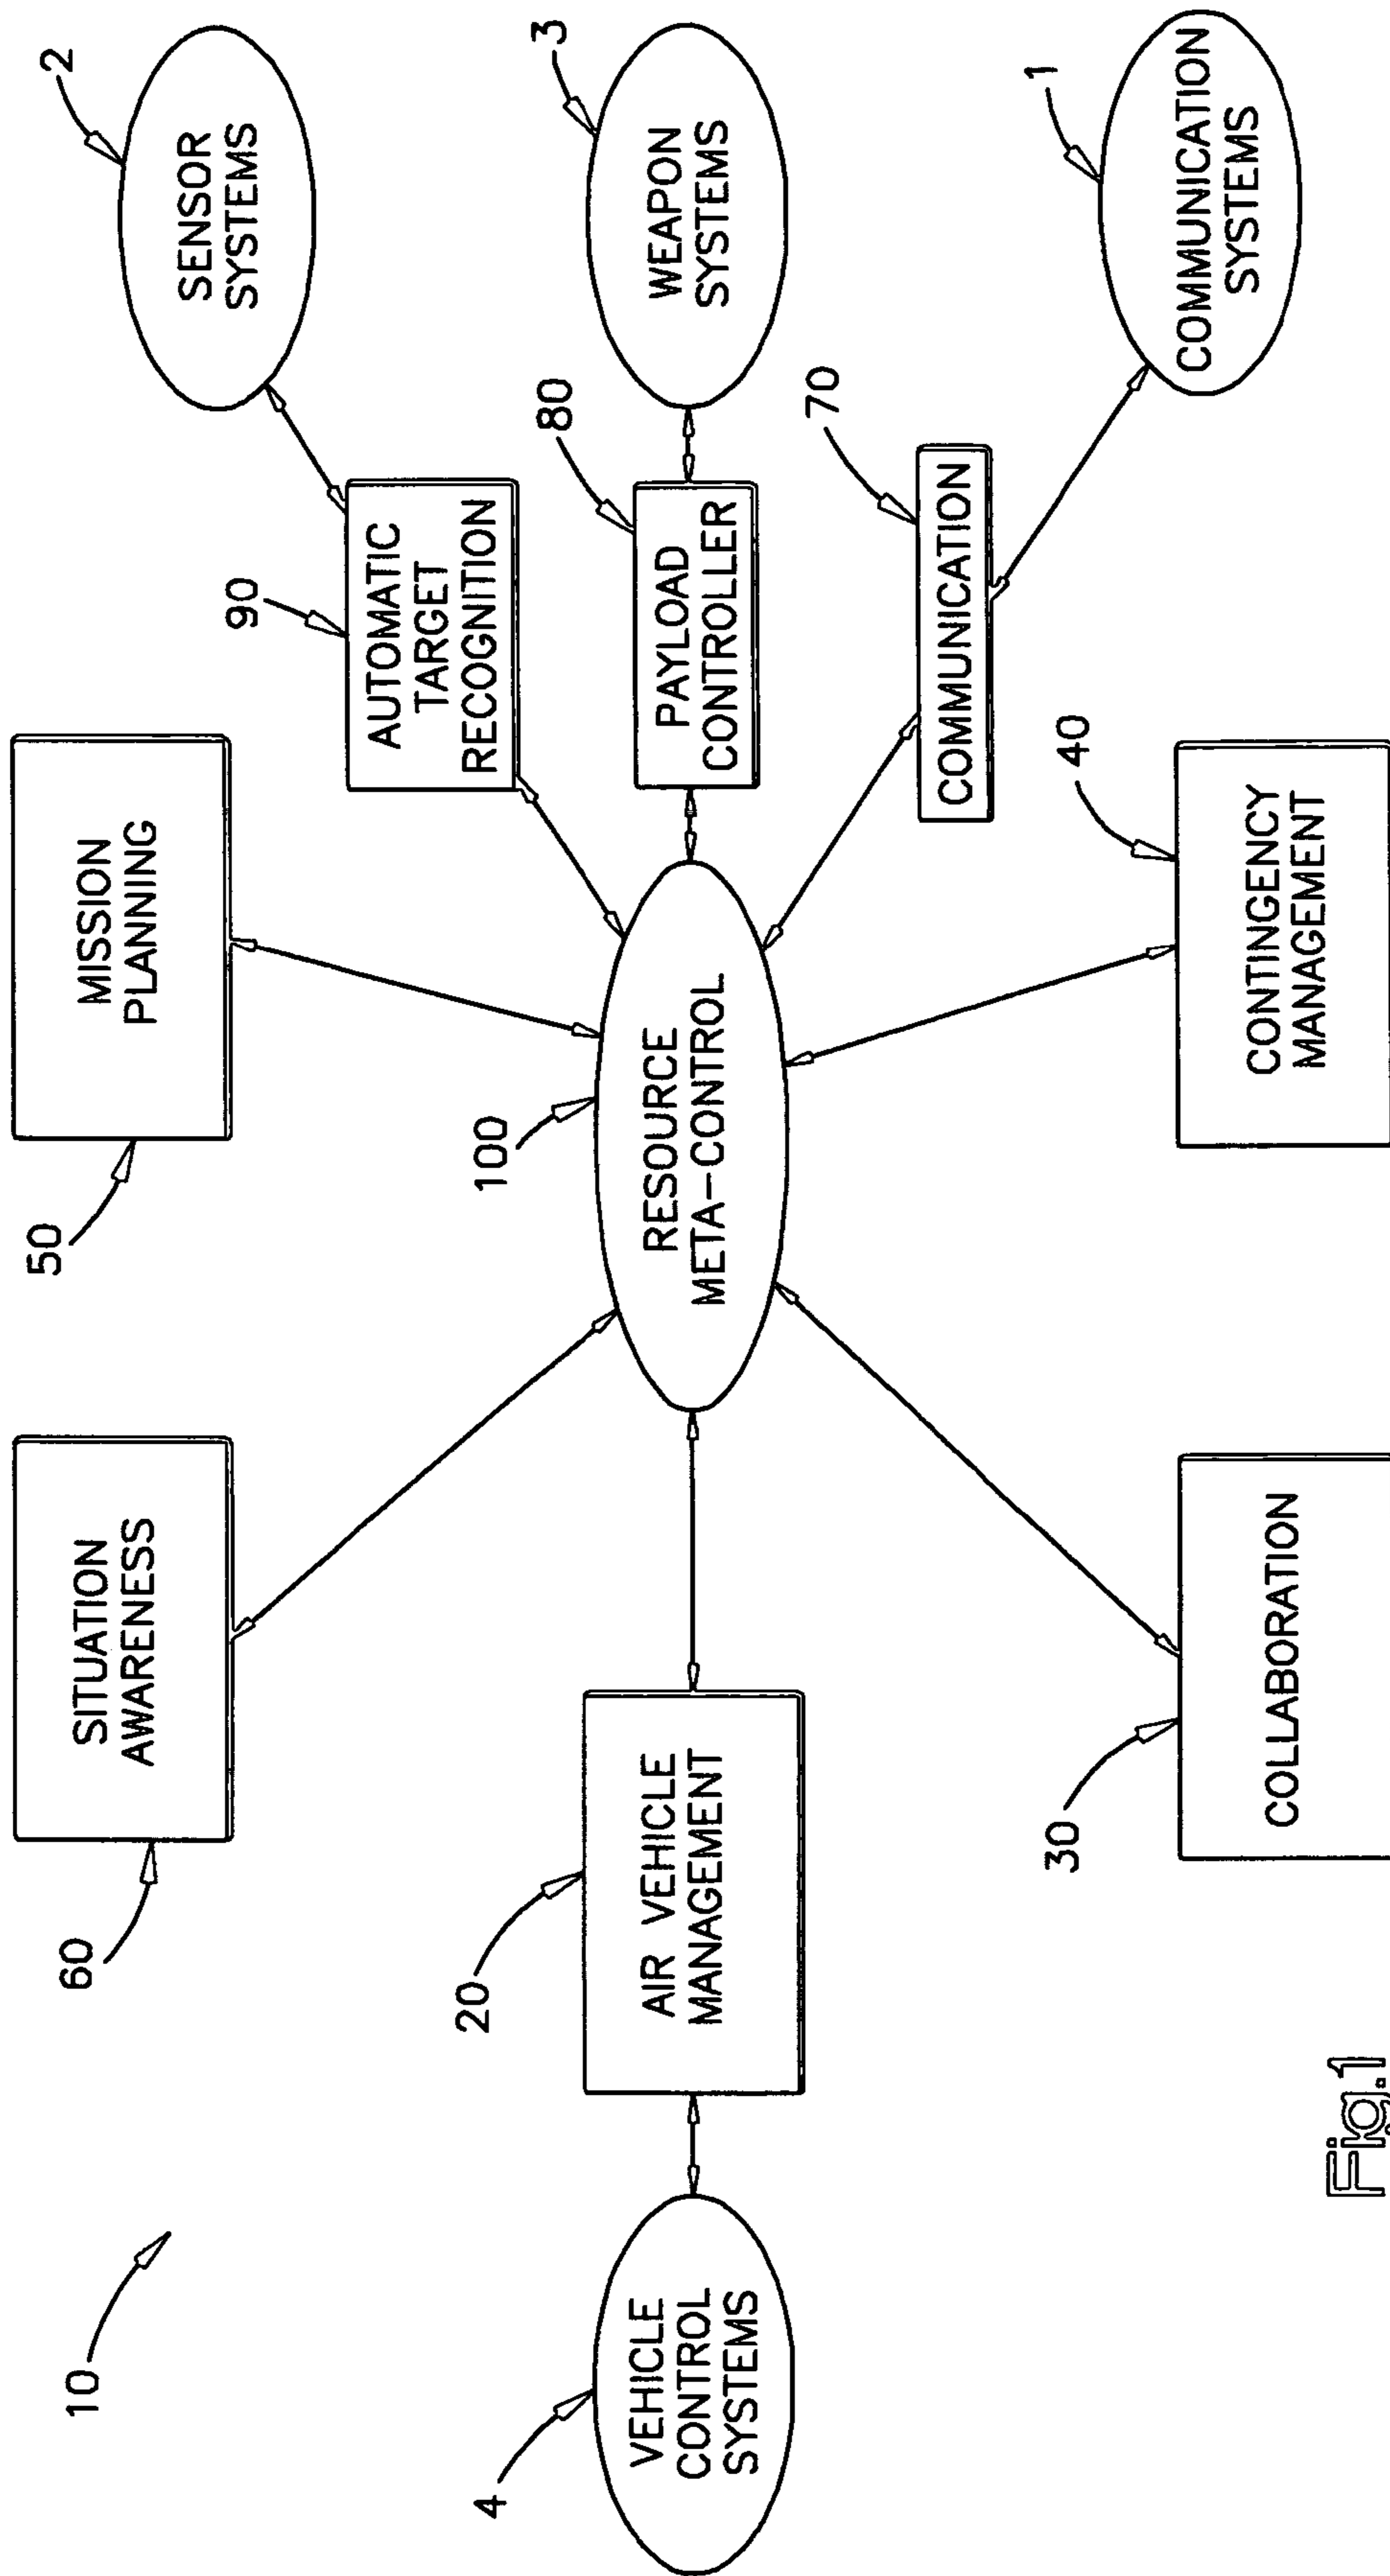 10
60
SITUATION
AWARENESS
50
MISSION
PLANNING
2
SENSOR
SYSTEMS
90
AUTOMATIC
TARGET
RECOGNITION
4
VEHICLE
CONTROL
SYSTEMS
20
AIR VEHICLE
MANAGEMENT
100
RESOURCE
META-CONTROL
80
PAYLOAD
CONTROLLER
3
WEAPON
SYSTEMS
70
COMMUNICATION
1
COMMUNICATION
SYSTEMS
30
COLLABORATION
40
CONTINGENCY
MANAGEMENT
Fig.1